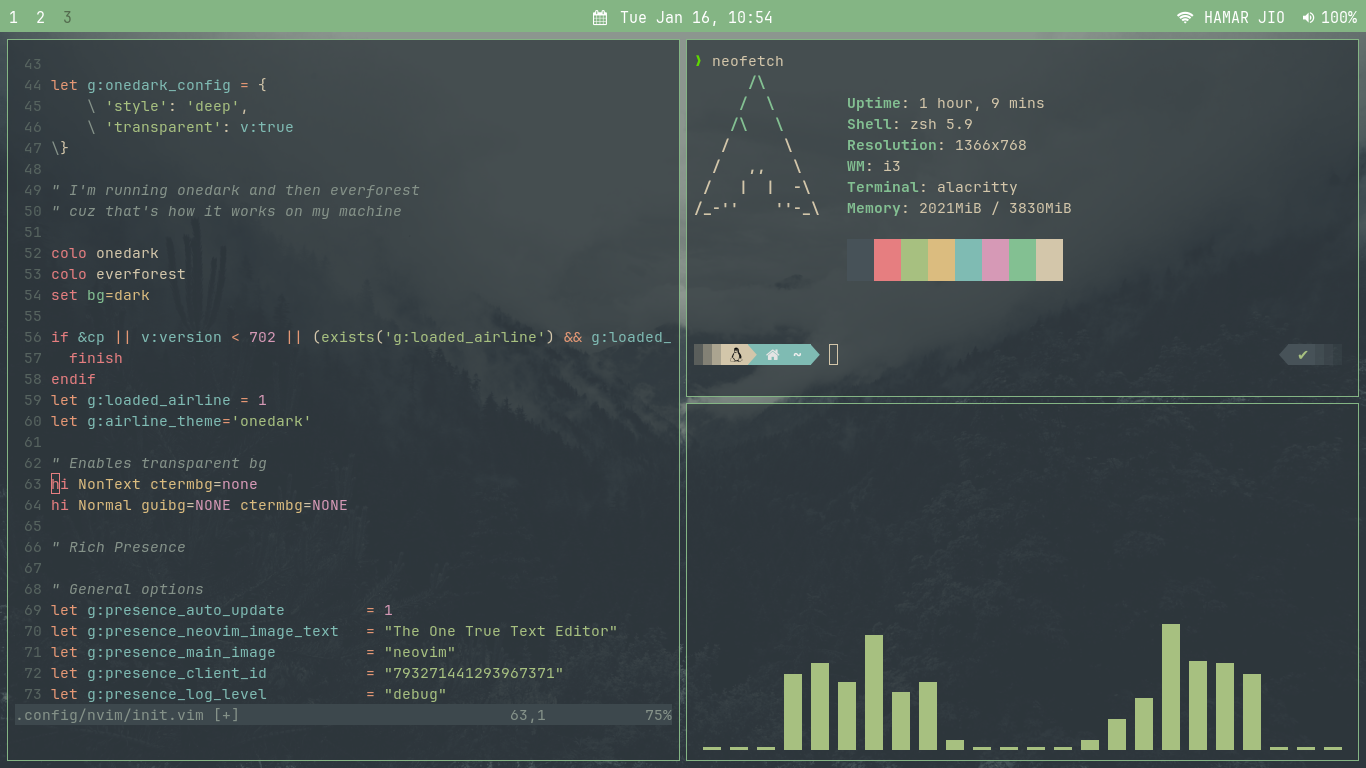 1 2 3
Tue Jan 16, 10:54
HAMAR JIO 100%
43
44 let g:onedark_config = {
45     \ 'style': 'deep',
46     \ 'transparent': v:true
47 \}
48
49 " I'm running onedark and then everforest
50 " cuz that's how it works on my machine
51
52 colo onedark
53 colo everforest
54 set bg=dark
55
56 if &cp || v:version < 702 || (exists('g:loaded_airline') && g:loaded_
57   finish
58 endif
59 let g:loaded_airline = 1
60 let g:airline_theme='onedark'
61
62 " Enables transparent bg
63 hi NonText ctermbg=none
64 hi Normal guibg=NONE ctermbg=NONE
65
66 " Rich Presence
67
68 " General options
69 let g:presence_auto_update         = 1
70 let g:presence_neovim_image_text   = "The One True Text Editor"
71 let g:presence_main_image          = "neovim"
72 let g:presence_client_id           = "793271441293967371"
73 let g:presence_log_level           = "debug"
.config/nvim/init.vim [+] 63,1 75%
❯ neofetch
Uptime: 1 hour, 9 mins
Shell: zsh 5.9
Resolution: 1366x768
WM: i3
Terminal: alacritty
Memory: 2021MiB / 3830MiB
~ ✔